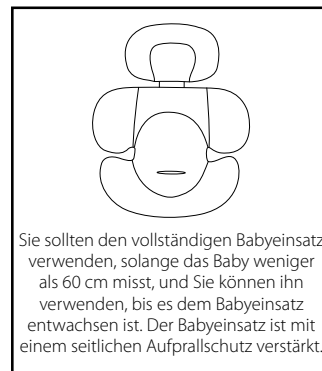 Sie sollten den vollständigen Babyeinsatz
verwenden, solange das Baby weniger
als 60 cm misst, und Sie können ihn
verwenden, bis es dem Babyeinsatz
entwachsen ist. Der Babyeinsatz ist mit
einem seitlichen Aufprallschutz verstärkt.